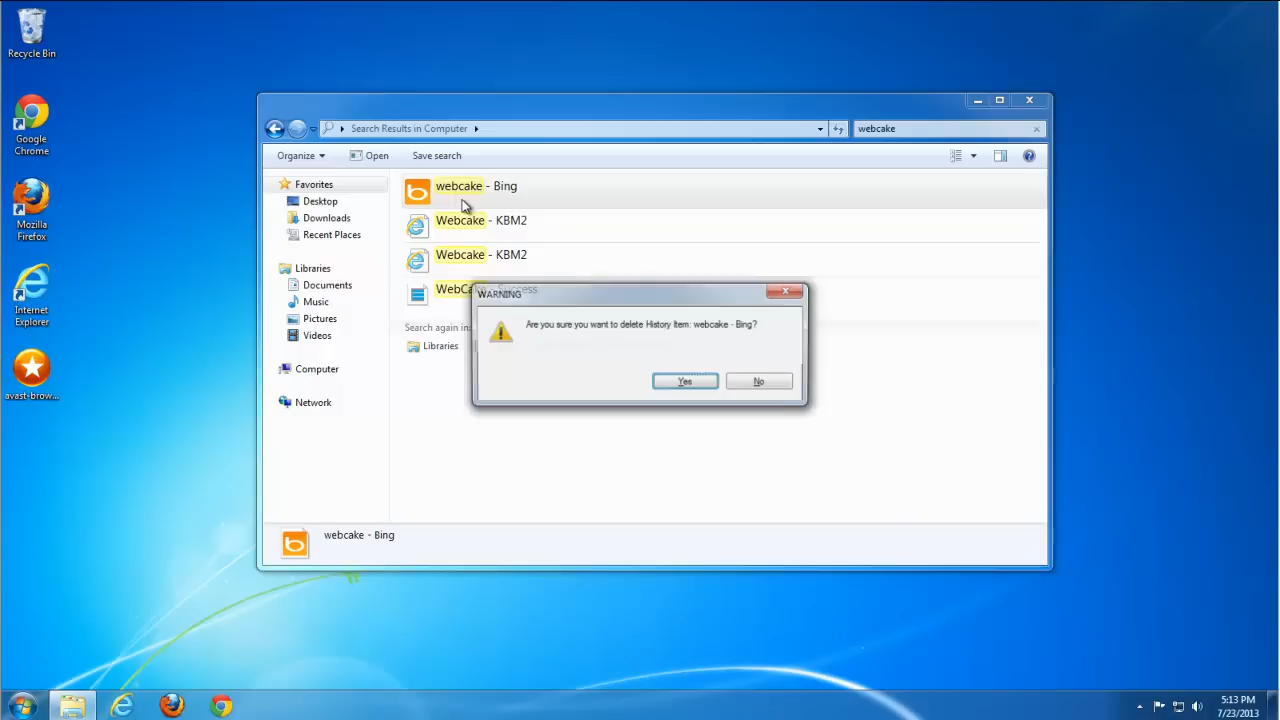 Recycle Bin
Google
Chrome
Mozilla
Firefox
Internet
Explorer
avast-brow...
Search Results in Computer
webcake
Organize
Open
Save search
Favorites
Desktop
Downloads
Recent Places
Libraries
Documents
Music
Pictures
Videos
Computer
Network
webcake - Bing
Webcake - KBM2
Webcake - KBM2
WebCake - Success
Search again in:
Libraries
WARNING
Are you sure you want to delete History Item: webcake - Bing?
Yes
No
webcake - Bing
5:13 PM
7/23/2013